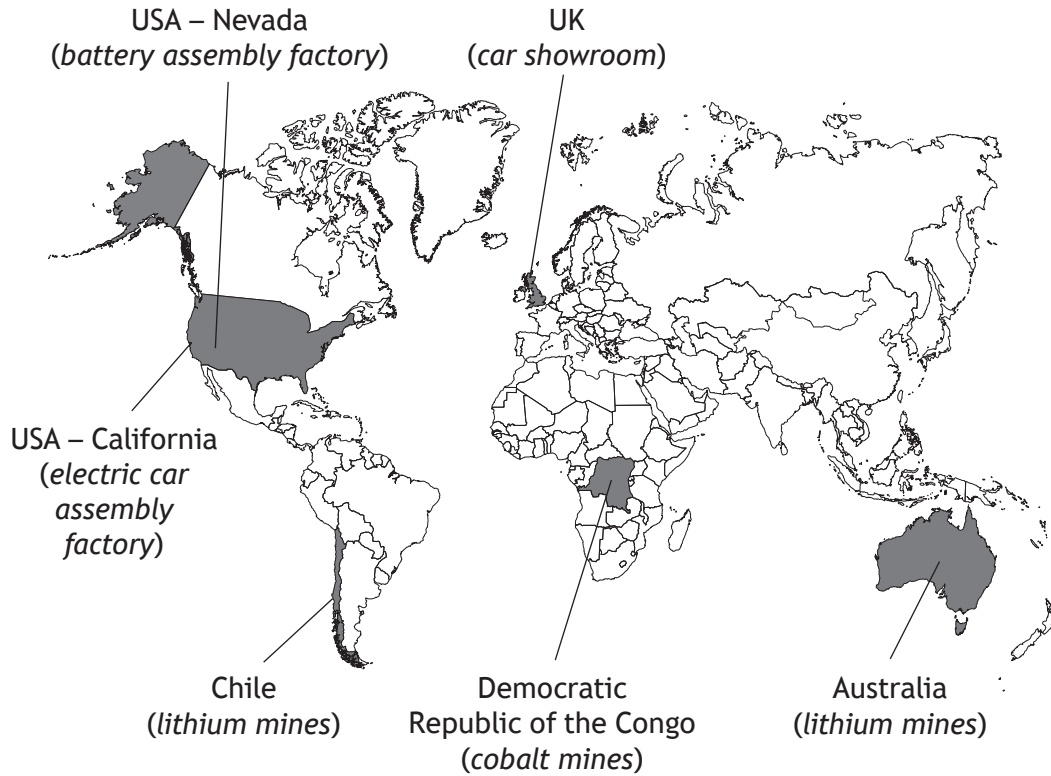 USA – Nevada
(battery assembly factory)
UK
(car showroom)
USA – California
(electric car
assembly
factory)
Chile
(lithium mines)
Democratic
Republic of the Congo
(cobalt mines)
Australia
(lithium mines)